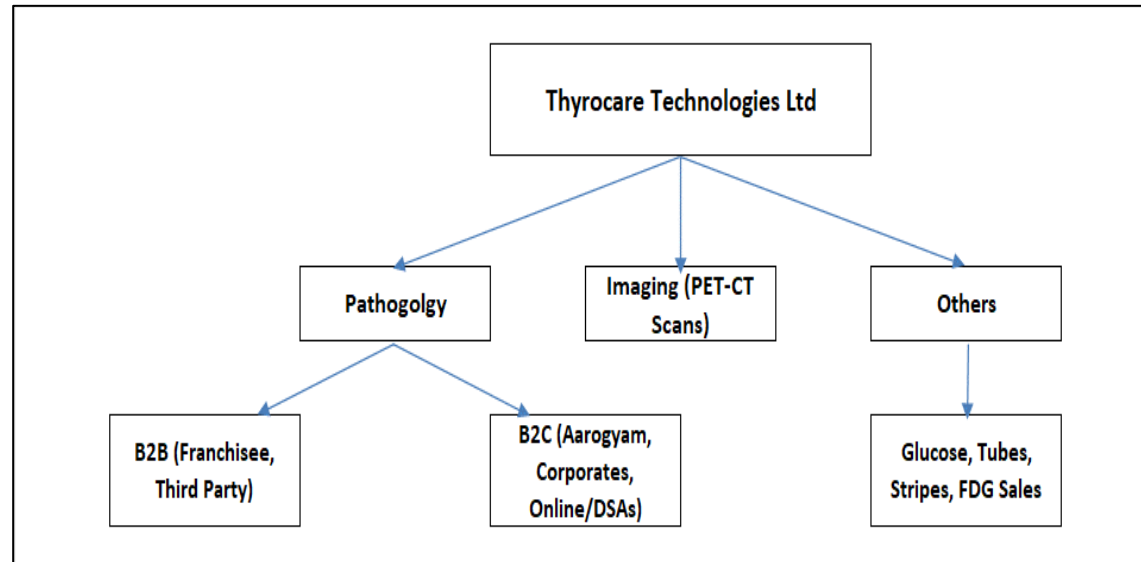 Thyrocare Technologies Ltd
Pathogolgy
Imaging (PET-CT
Scans)
Others
B2B (Franchisee,
Third Party)
B2C (Aarogyam,
Corporates,
Online/DSAs)
Glucose, Tubes,
Stripes, FDG Sales